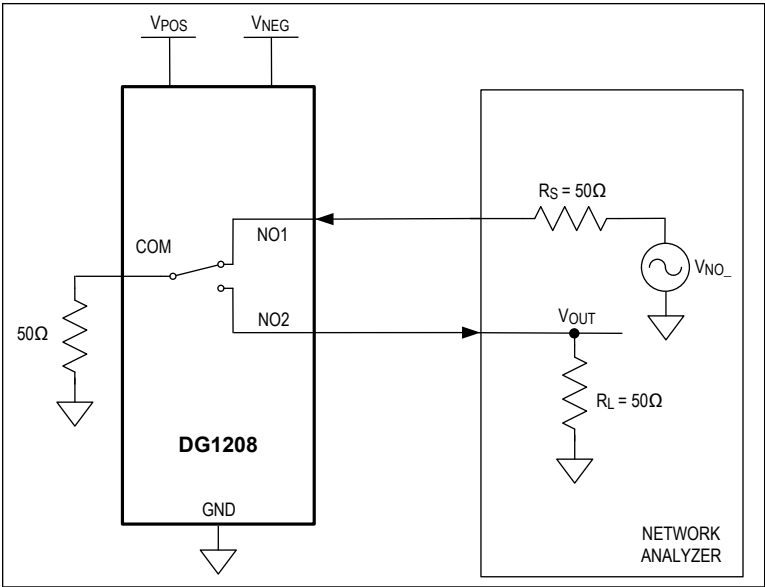 VPOS
VNEG
RS = 50Ω
COM
NO1
VNO_
50Ω
NO2
VOUT
RL = 50Ω
DG1208
GND
NETWORK
ANALYZER